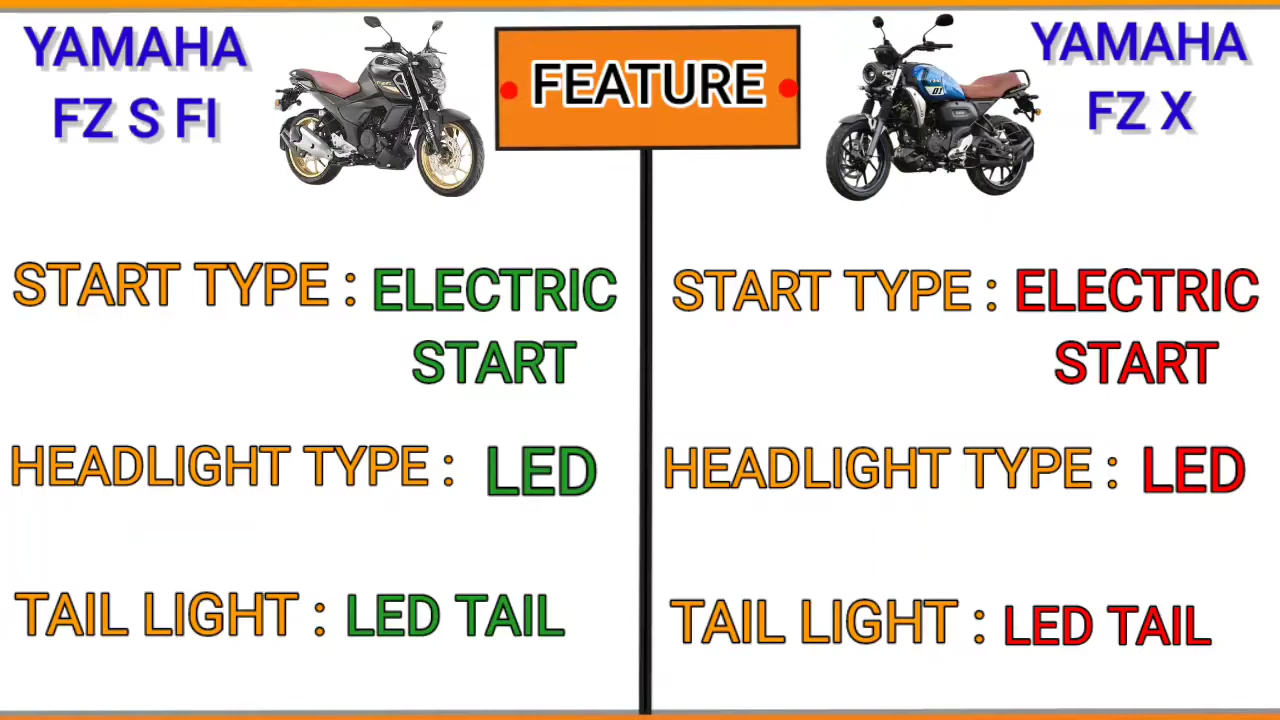 YAMAHA
FZ S FI
FEATURE
YAMAHA
FZ X
START TYPE : ELECTRIC
START
HEADLIGHT TYPE : LED
TAIL LIGHT : LED TAIL
START TYPE : ELECTRIC
START
HEADLIGHT TYPE : LED
TAIL LIGHT : LED TAIL